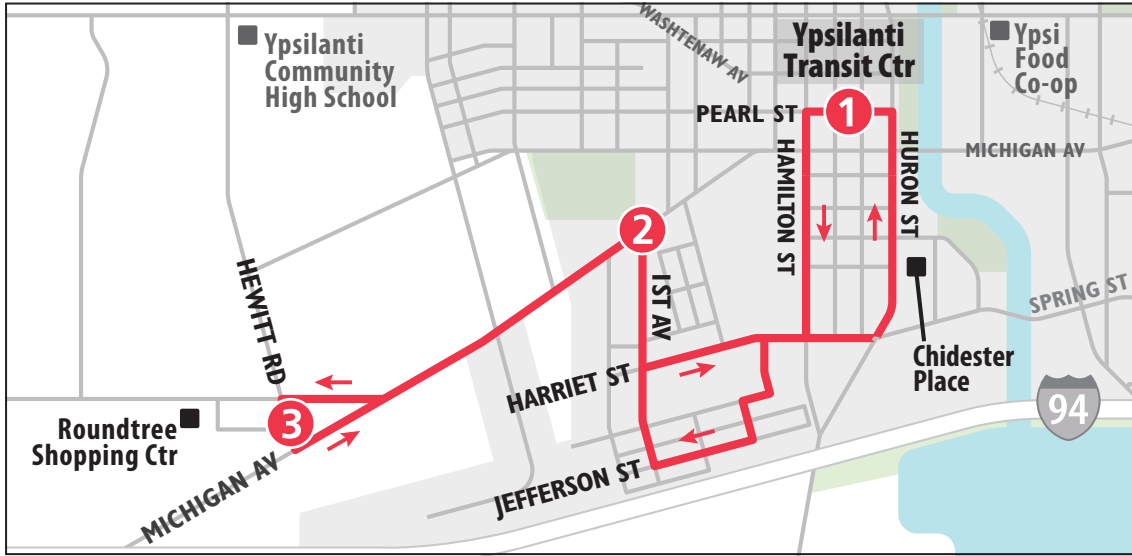 WASHTENAW AV
Ypsilanti
Transit Ctr
Ypsi
Food
Co-op
Ypsilanti
Community
High School
PEARL ST
1
MICHIGAN AV
HAMILTON ST
HURON ST
2
1ST AV
HEWITT RD
SPRING ST
Chidester
Place
HARRIET ST
3
Roundtree
Shopping Ctr
94
JEFFERSON ST
MICHIGAN AV